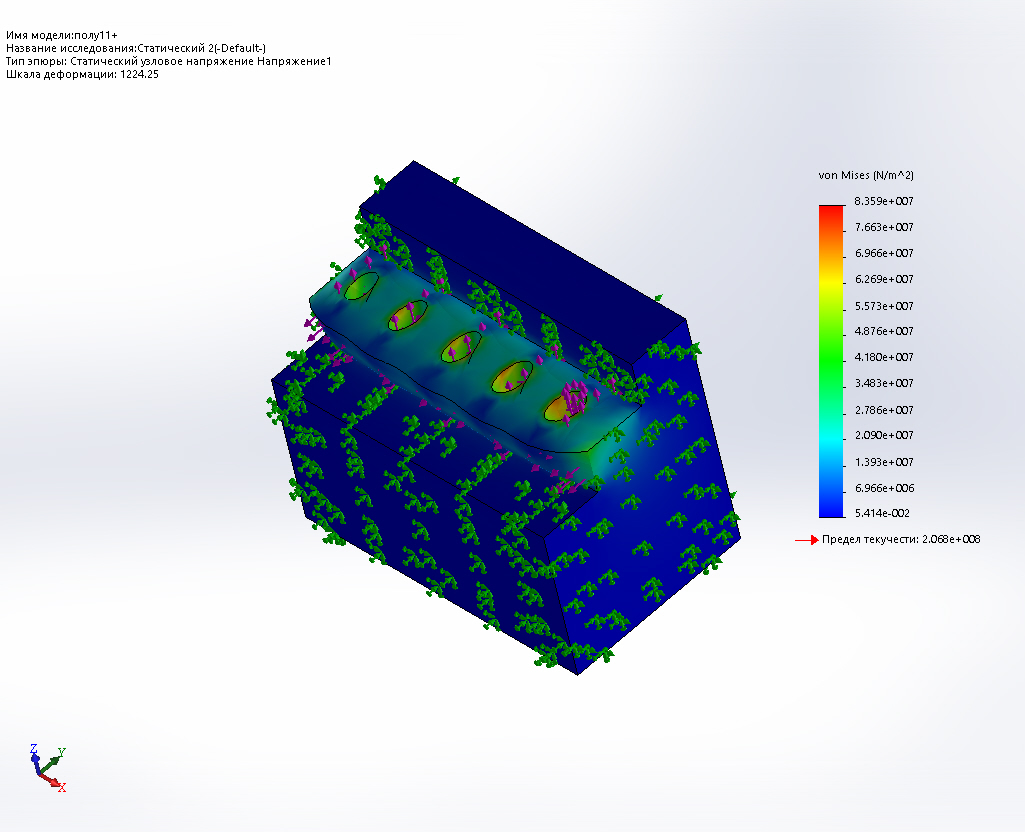 Имя модели:полу11+
Название исследования:Статический 2(-Default-)
Тип эпюры: Статический узловое напряжение Напряжение1
Шкала деформации: 1224.25
von Mises (N/m^2)
8.359e+007
7.663e+007
6.966e+007
6.269e+007
5.573e+007
4.876e+007
4.180e+007
3.483e+007
2.786e+007
2.090e+007
1.393e+007
6.966e+006
5.414e-002
Предел текучести: 2.068e+008
Z
Y
X